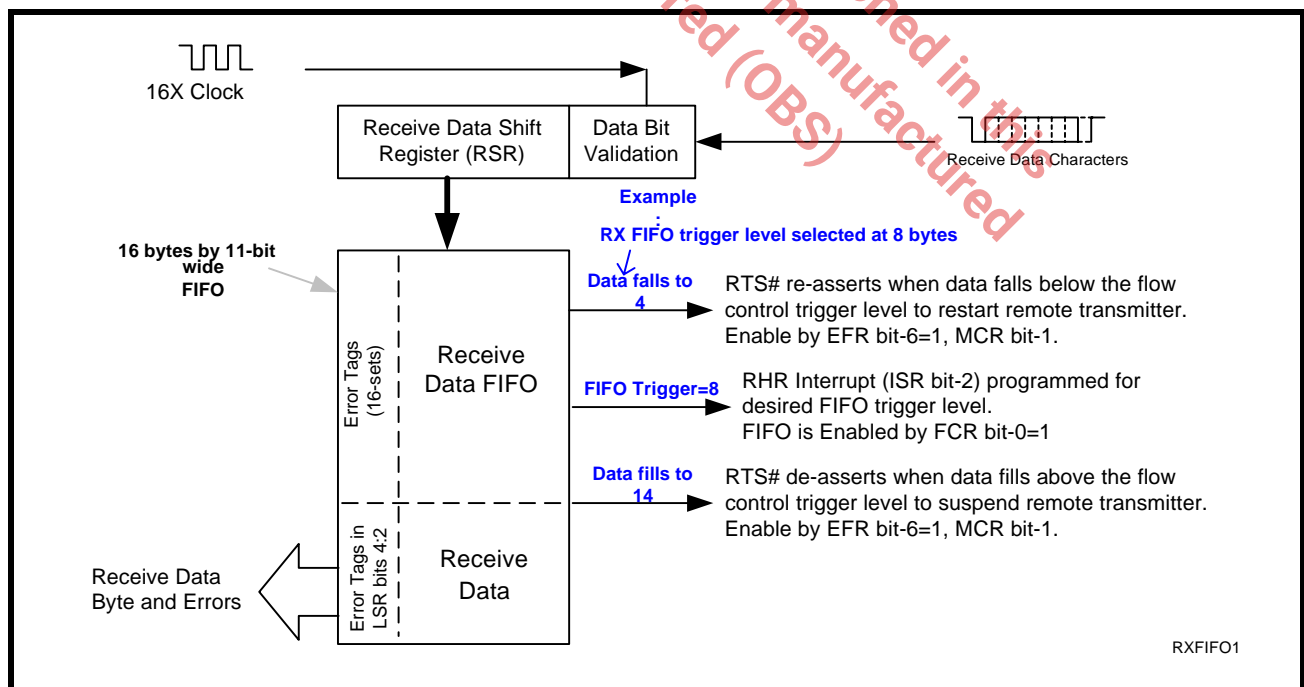 16X Clock
Receive Data Shift
Register (RSR)
Data Bit
Validation
Receive Data Characters
ned in this
manufactured
red (OBS)
Example
:
RX FIFO trigger level selected at 8 bytes
16 bytes by 11-bit
wide
FIFO
Error Tags
(16-sets)
Receive
Data FIFO
Data falls to
4
RTS# re-asserts when data falls below the flow
control trigger level to restart remote transmitter.
Enable by EFR bit-6=1, MCR bit-1.
FIFO Trigger=8
RHR Interrupt (ISR bit-2) programmed for
desired FIFO trigger level.
FIFO is Enabled by FCR bit-0=1
Data fills to
14
RTS# de-asserts when data fills above the flow
control trigger level to suspend remote transmitter.
Enable by EFR bit-6=1, MCR bit-1.
Error Tags in
LSR bits 4:2
Receive
Data
Receive Data
Byte and Errors
RXFIFO1